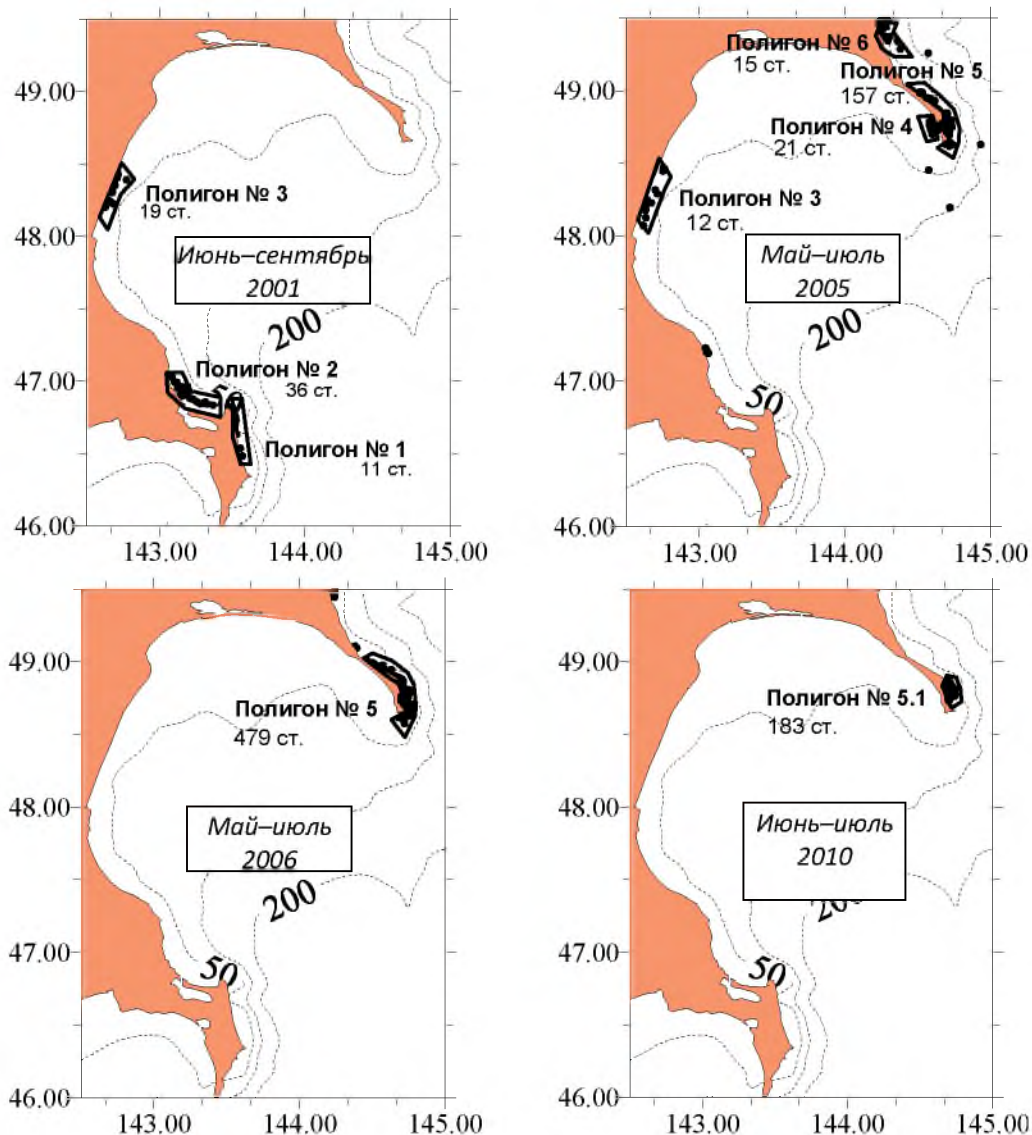 49.00
48.00
47.00
46.00
143.00
144.00
145.00
Полигон № 3
19 ст.
Июнь–сентябрь
2001
200
Полигон № 2
36 ст.
Полигон № 1
11 ст.
49.00
48.00
47.00
46.00
143.00
144.00
145.00
Полигон № 6
15 ст.
Полигон № 5
157 ст.
Полигон № 4
21 ст.
Полигон № 3
12 ст.
Май–июль
2005
200
50
49.00
48.00
47.00
46.00
143.00
144.00
145.00
Полигон № 5
479 ст.
Май–июль
2006
200
50
49.00
48.00
47.00
46.00
143.00
144.00
145.00
Полигон № 5.1
183 ст.
Июнь–июль
2010
50